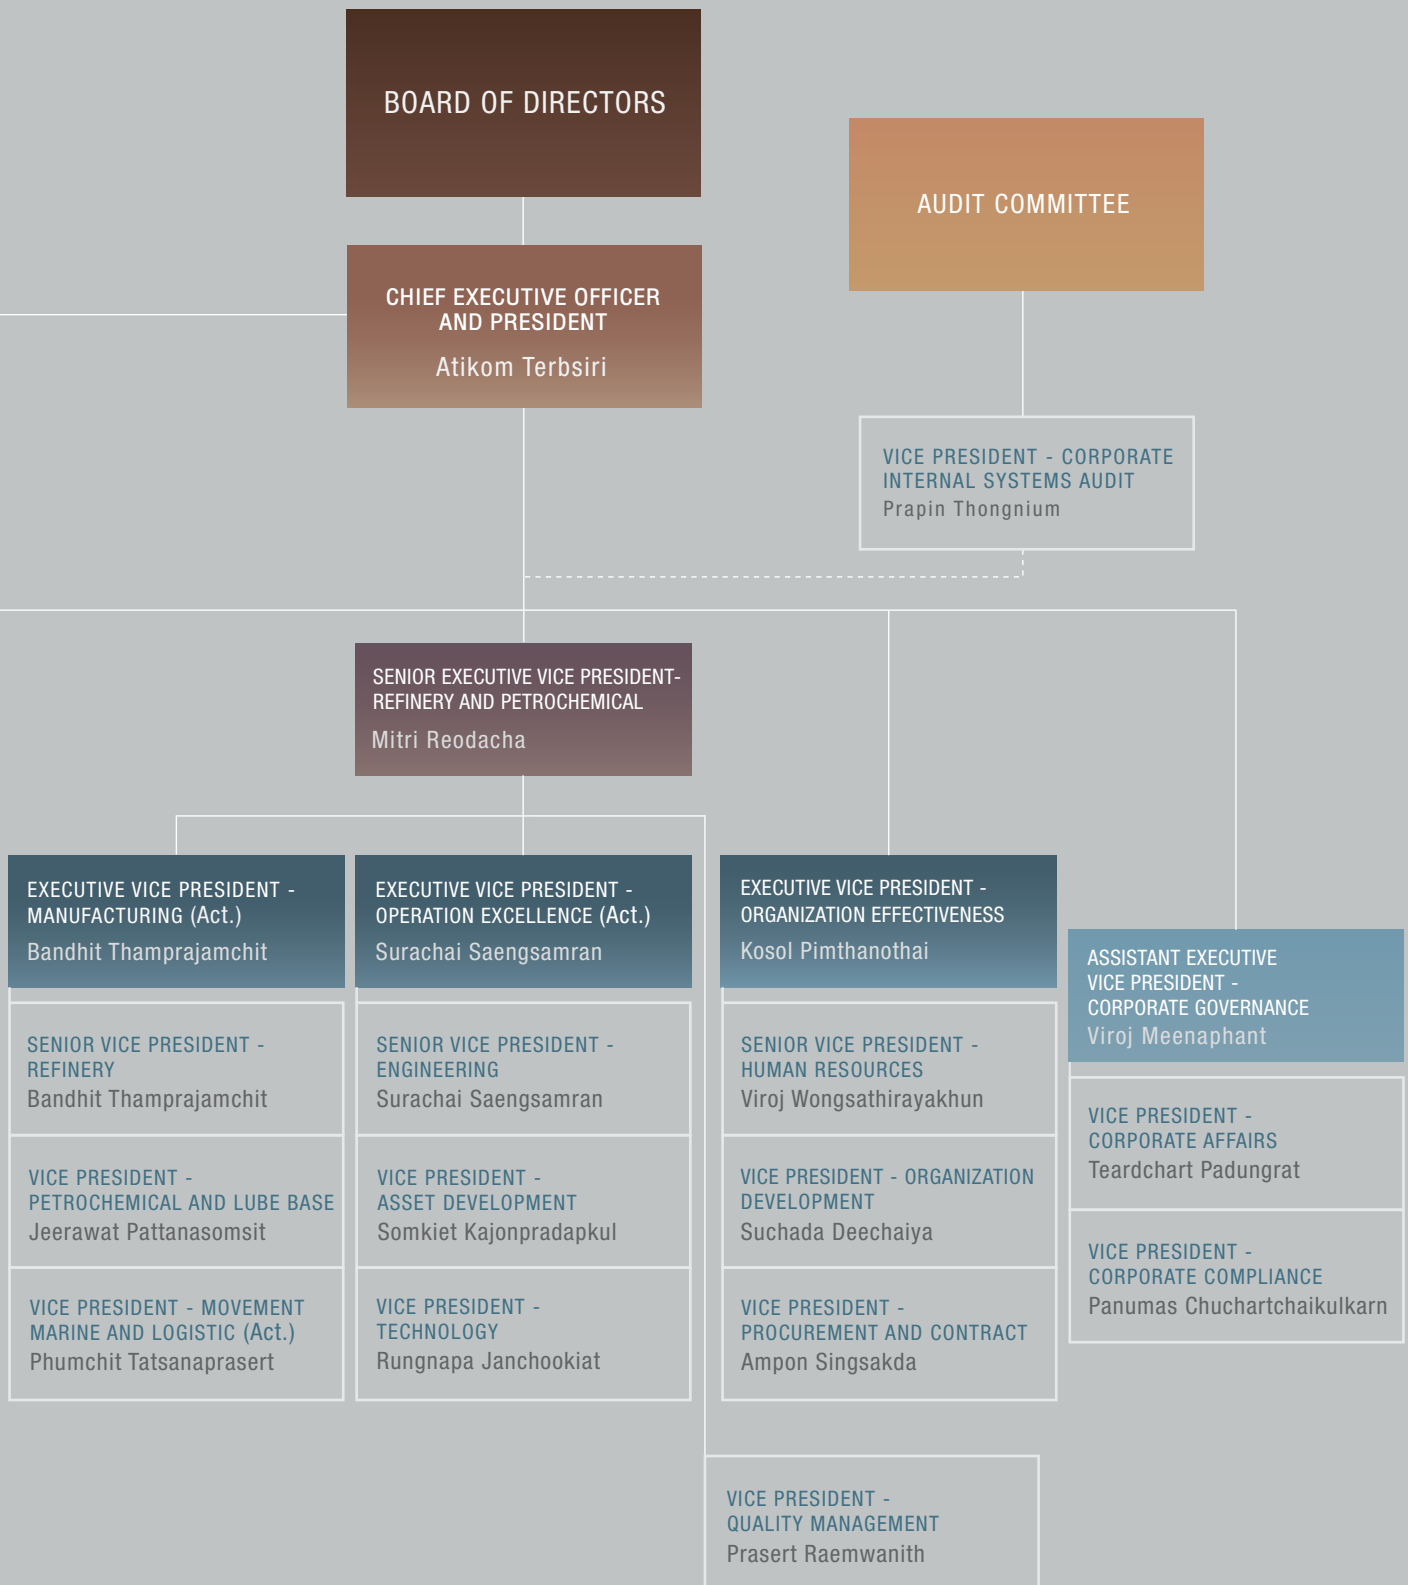 BOARD OF DIRECTORS
AUDIT COMMITTEE
CHIEF EXECUTIVE OFFICER
AND PRESIDENT
Atikom Terbsiri
VICE PRESIDENT - CORPORATE
INTERNAL SYSTEMS AUDIT
Prapin Thongnium
SENIOR EXECUTIVE VICE PRESIDENT-
REFINERY AND PETROCHEMICAL
Mitri Reodacha
EXECUTIVE VICE PRESIDENT -
MANUFACTURING (Act.)
Bandhit Thamprajamchit
SENIOR VICE PRESIDENT -
REFINERY
Bandhit Thamprajamchit
VICE PRESIDENT -
PETROCHEMICAL AND LUBE BASE
Jeerawat Pattanasomsit
VICE PRESIDENT - MOVEMENT
MARINE AND LOGISTIC (Act.)
Phumchit Tatsanaprasert
EXECUTIVE VICE PRESIDENT -
OPERATION EXCELLENCE (Act.)
Surachai Saengsamran
SENIOR VICE PRESIDENT -
ENGINEERING
Surachai Saengsamran
VICE PRESIDENT -
ASSET DEVELOPMENT
Somkiet Kajonpradapkul
VICE PRESIDENT -
TECHNOLOGY
Rungnapa Janchookiat
EXECUTIVE VICE PRESIDENT -
ORGANIZATION EFFECTIVENESS
Kosol Pimthanothai
SENIOR VICE PRESIDENT -
HUMAN RESOURCES
Viroj Wongsathirayakhun
VICE PRESIDENT - ORGANIZATION
DEVELOPMENT
Suchada Deechaiya
VICE PRESIDENT -
PROCUREMENT AND CONTRACT
Ampon Singsakda
ASSISTANT EXECUTIVE
VICE PRESIDENT -
CORPORATE GOVERNANCE
Viroj Meenaphant
VICE PRESIDENT -
CORPORATE AFFAIRS
Teardchart Padungrat
VICE PRESIDENT -
CORPORATE COMPLIANCE
Panumas Chuchartchaikulkarn
VICE PRESIDENT -
QUALITY MANAGEMENT
Prasert Raemwanith